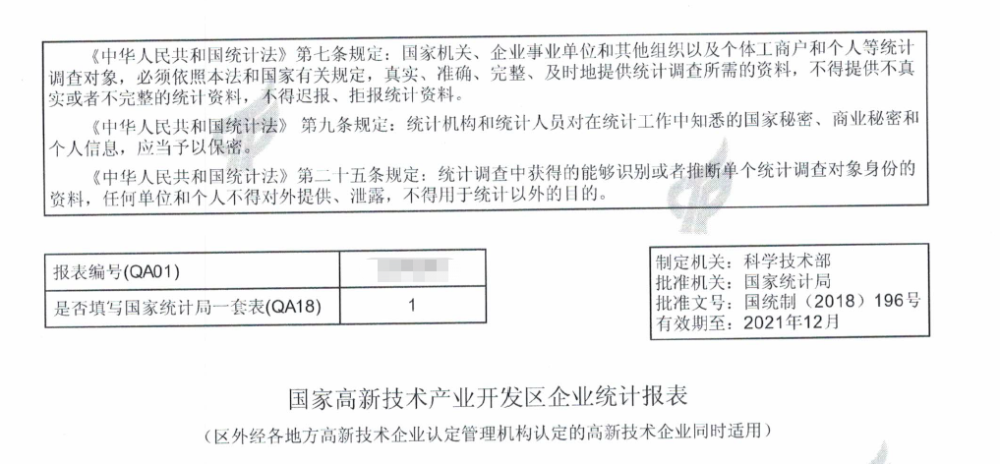 《中华人民共和国统计法》第七条规定：国家机关、企业事业单位和其他组织以及个体工商户和个人等统计
调查对象，必须依照本法和国家有关规定，真实、准确、完整、及时地提供统计调查所需的资料，不得提供不真
实或者不完整的统计资料，不得迟报、拒报统计资料。
《中华人民共和国统计法》 第九条规定：统计机构和统计人员对在统计工作中知悉的国家秘密、商业秘密和
个人信息，应当予以保密。
《中华人民共和国统计法》第二十五条规定：统计调查中获得的能够识别或者推断单个统计调查对象身份的
资料，任何单位和个人不得对外提供、泄露，不得用于统计以外的目的。
报表编号(QA01)
是否填写国家统计局一套表(QA18) 1
制定机关：科学技术部
批准机关：国家统计局
批准文号：国统制（2018）196号
有效期至：2021年12月
国家高新技术产业开发区企业统计报表
（区外经各地方高新技术企业认定管理机构认定的高新技术企业同时适用）